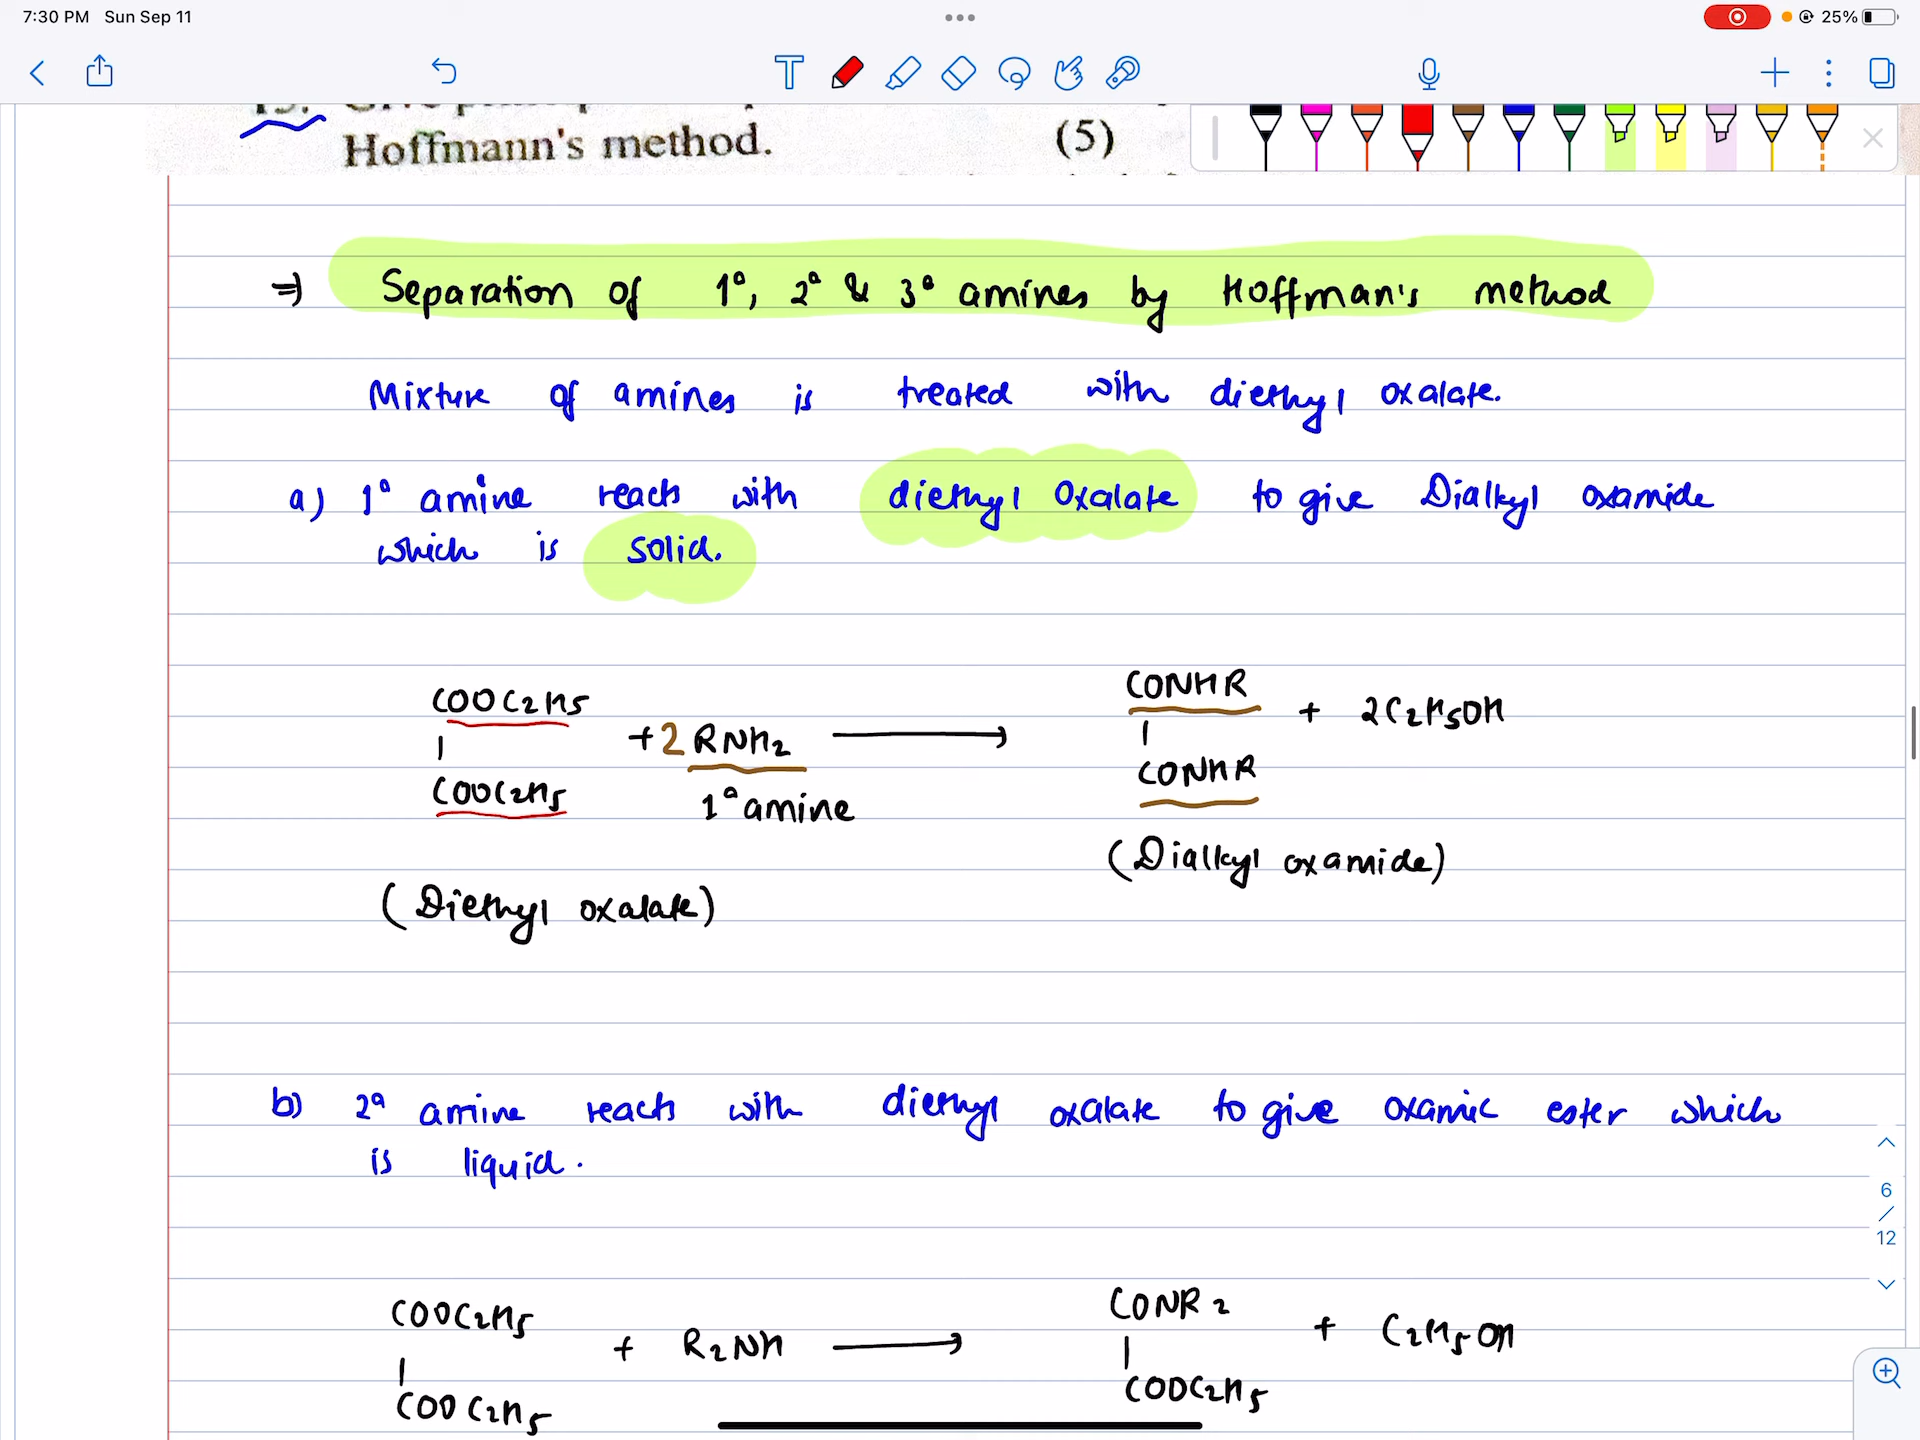 7:30 PM Sun Sep 11
25%
Hoffmann's method. (5)
⇒ Separation of 1°, 2° & 3° amines by Hoffman's method
Mixture of amines is treated with diethyl oxalate.
a) 1° amine reacts with diethyl oxalate to give Dialkyl oxamide
which is solid.
COOC2H5
|
COOC2H5
+ 2 RNH2 ⟶
1° amine
CONHR
|
CONHR
+ 2C2H5OH
(Dialkyl oxamide)
(Diethyl oxalate)
b) 2° amine reacts with diethyl oxalate to give oxamic ester which
is liquid.
COOC2H5
|
COOC2H5
+ R2NH ⟶
CONR2
|
COOC2H5
+ C2H5OH
6
/
12